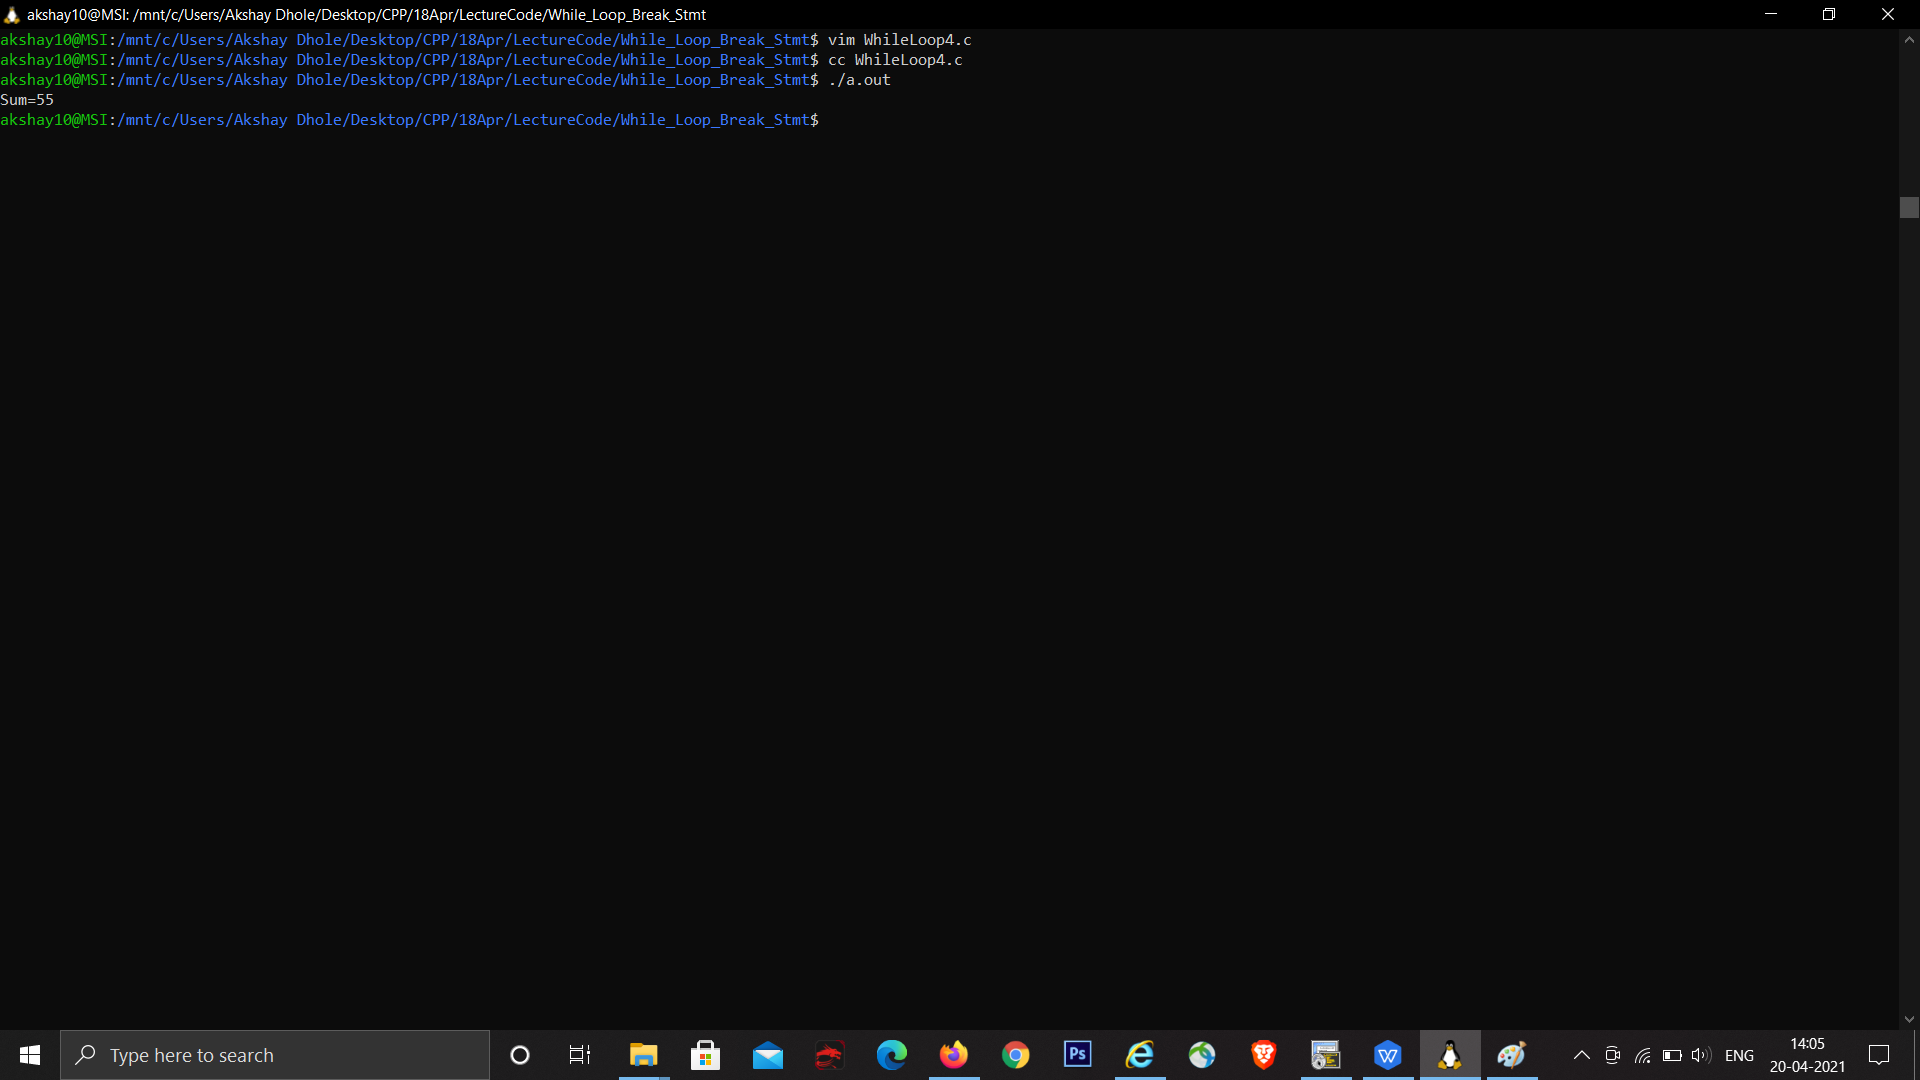 akshay10@MSI: /mnt/c/Users/Akshay Dhole/Desktop/CPP/18Apr/LectureCode/While_Loop_Break_Stmt
akshay10@MSI:/mnt/c/Users/Akshay Dhole/Desktop/CPP/18Apr/LectureCode/While_Loop_Break_Stmt$ vim WhileLoop4.c
akshay10@MSI:/mnt/c/Users/Akshay Dhole/Desktop/CPP/18Apr/LectureCode/While_Loop_Break_Stmt$ cc WhileLoop4.c
akshay10@MSI:/mnt/c/Users/Akshay Dhole/Desktop/CPP/18Apr/LectureCode/While_Loop_Break_Stmt$ ./a.out
Sum=55
akshay10@MSI:/mnt/c/Users/Akshay Dhole/Desktop/CPP/18Apr/LectureCode/While_Loop_Break_Stmt$
Type here to search
Ps
W
ENG
14:05
20-04-2021